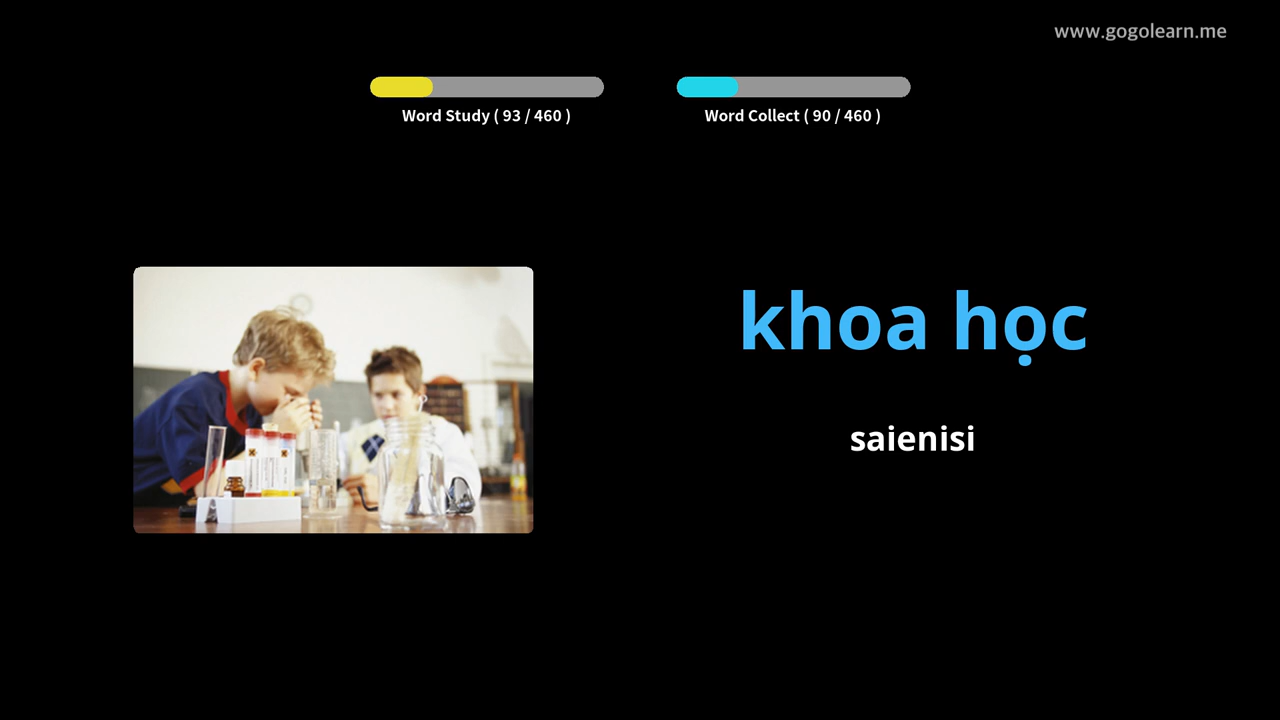 www.gogolearn.me
Word Study ( 93 / 460 )
Word Collect ( 90 / 460 )
khoa học
saienisi